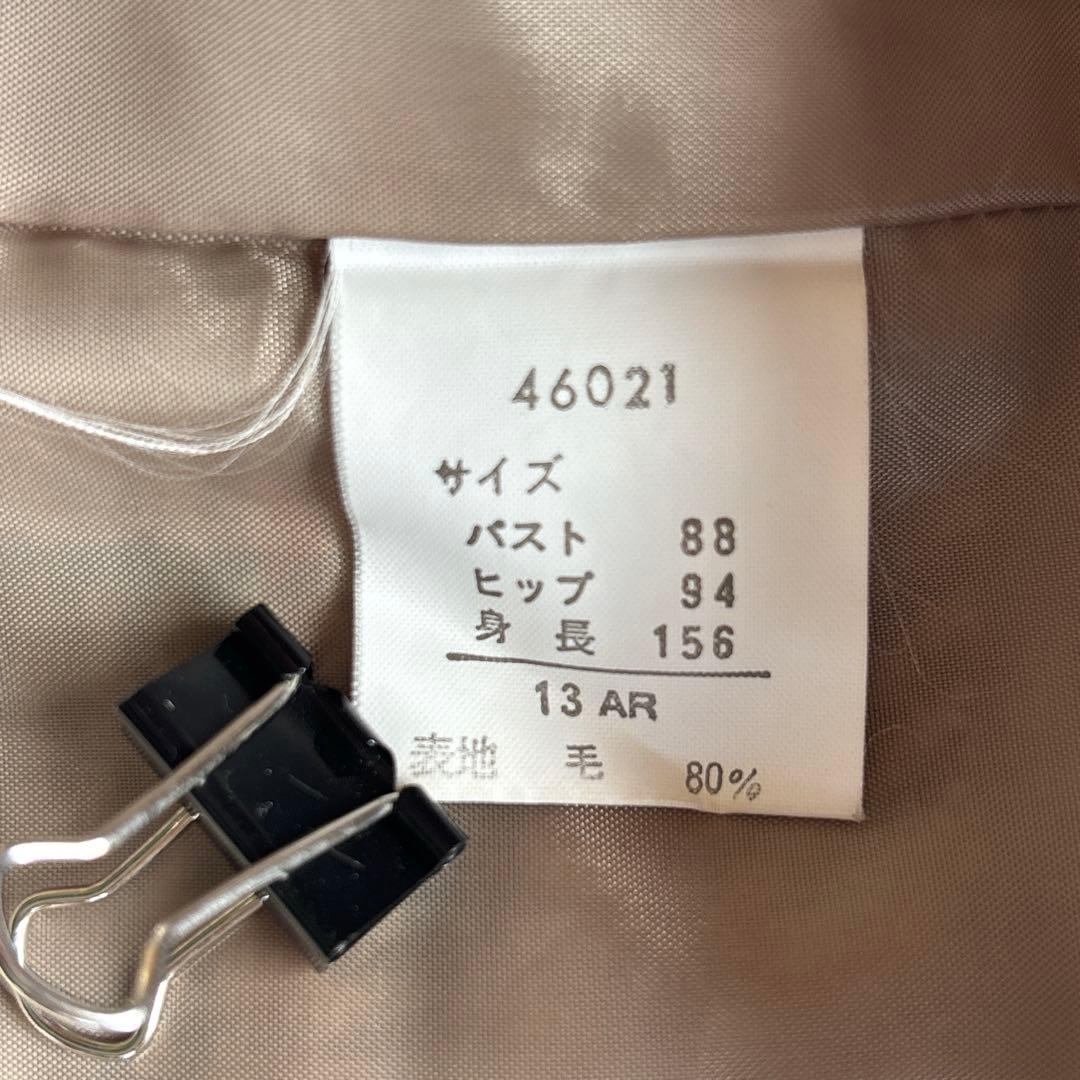 46021
サイズ
バスト 88
ヒップ 94
身 長 156
13 AR
表地 毛 80%